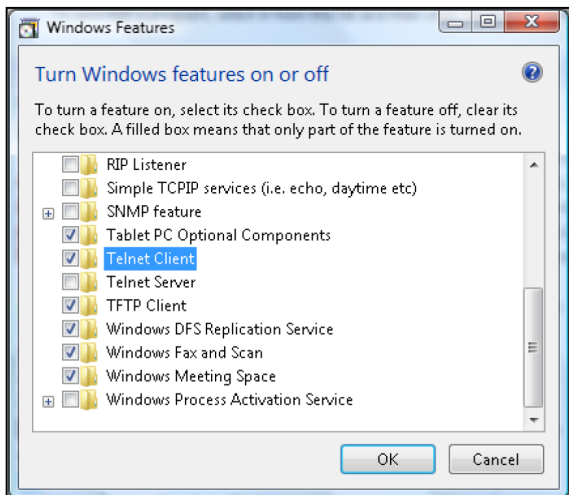 Windows Features
Turn Windows features on or off
To turn a feature on, select its check box. To turn a feature off, clear its
check box. A filled box means that only part of the feature is turned on.
RIP Listener
Simple TCPIP services (i.e. echo, daytime etc)
SNMP feature
Tablet PC Optional Components
Telnet Client
Telnet Server
TFTP Client
Windows DFS Replication Service
Windows Fax and Scan
Windows Meeting Space
Windows Process Activation Service
OK Cancel